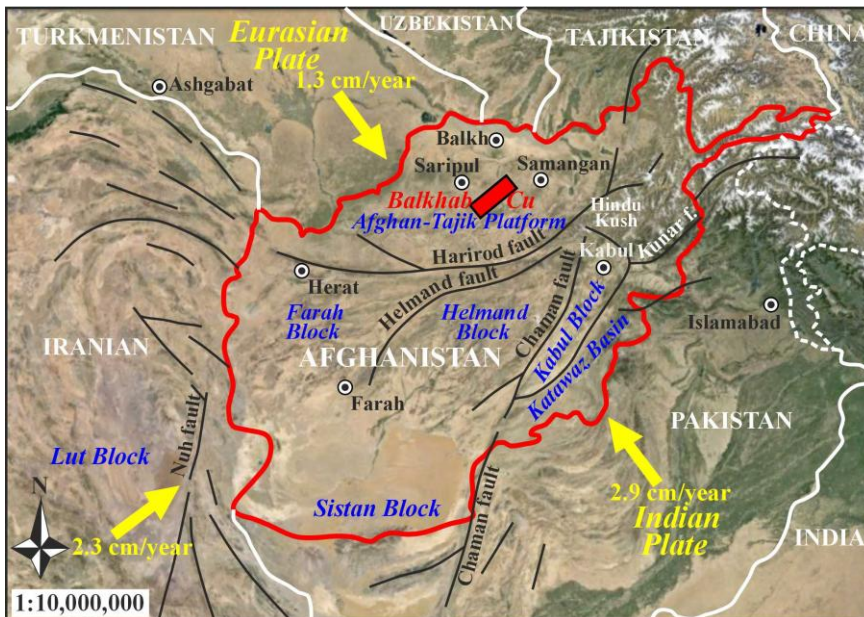 TURKMENISTAN
UZBEKISTAN
TAJIKISTAN
CHINA
Eurasian
Plate
1.3 cm/year
Ashgabat
Balkh
Saripul
Samangan
Balkhab Cu
Afghan-Tajik Platform
Hindu
Kush
Kunar f.
Harirod fault
Kabul
Herat
Helmand fault
Chaman fault
Farah
Block
Helmand
Block
Kabul Block
Katawaz Basin
Islamabad
IRANIAN
AFGHANISTAN
Farah
PAKISTAN
Nuh fault
Lut Block
N
Sistan Block
Chaman fault
2.9 cm/year
Indian
Plate
2.3 cm/year
INDIA
1:10,000,000